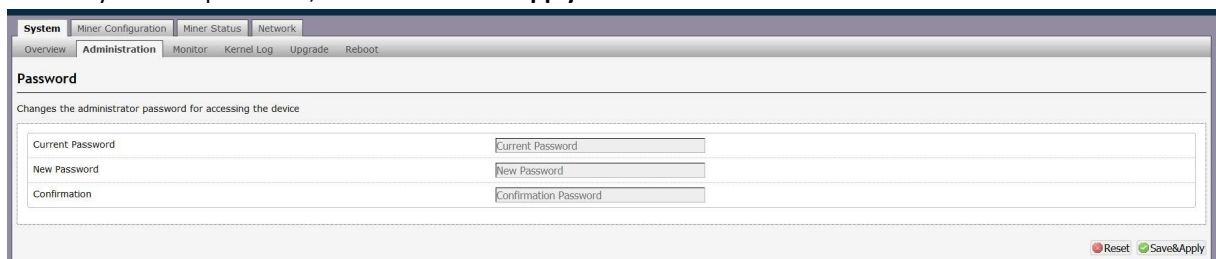 System Miner Configuration Miner Status Network
Overview Administration Monitor Kernel Log Upgrade Reboot
Password
Changes the administrator password for accessing the device
Current Password Current Password
New Password New Password
Confirmation Confirmation Password
Reset Save&Apply